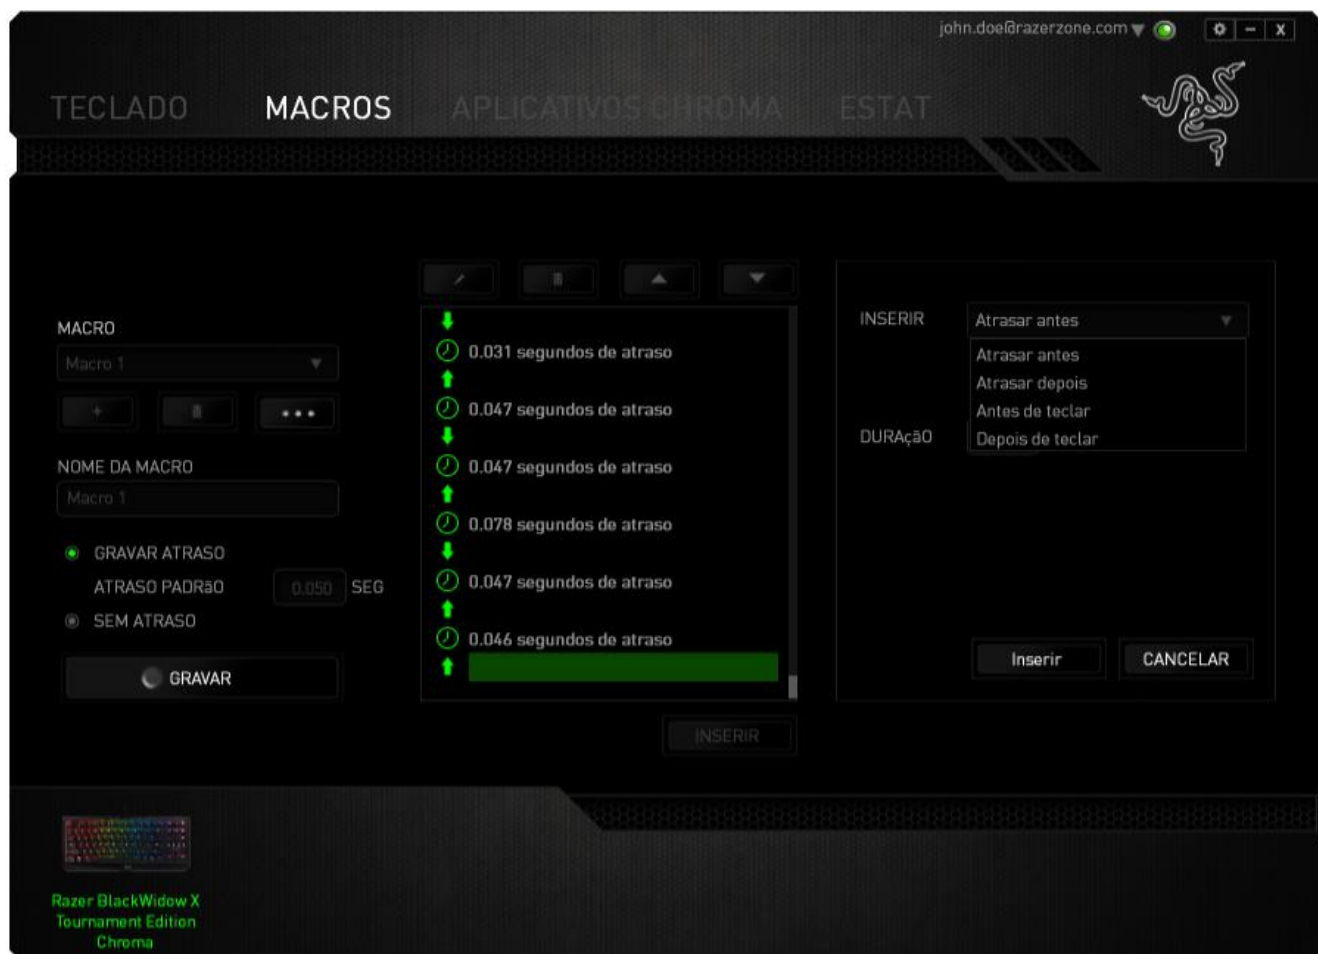 john.doe@razerzone.com
TECLADO MACROS APLICATIVOS CHROMA ESTAT
MACRO
Macro 1
NOME DA MACRO
Macro 1
GRAVAR ATRASO
ATRASO PADRãO 0.050 SEG
SEM ATRASO
GRAVAR
0.031 segundos de atraso
0.047 segundos de atraso
0.047 segundos de atraso
0.078 segundos de atraso
0.047 segundos de atraso
0.046 segundos de atraso
INSERIR
INSERIR Atrasar antes
Atrasar antes
Atrasar depois
Antes de teclar
DURAçãO
Depois de teclar
Inserir CANCELAR
Razer BlackWidow X
Tournament Edition
Chroma